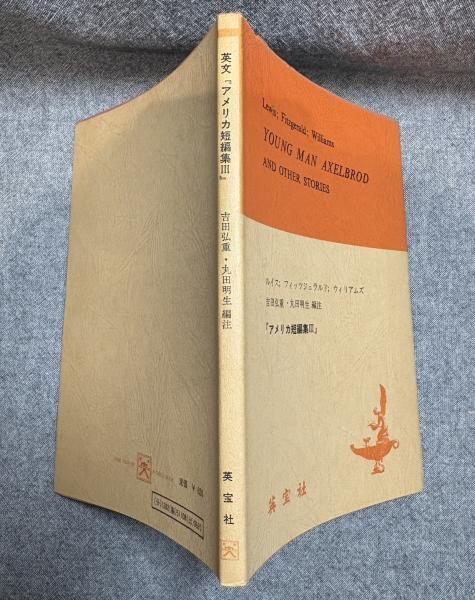 Lewis; Fitzgerald; Williams
YOUNG MAN AXELBROD
AND OTHER STORIES
ルイス; フィッツジェラルド; ウィリアムズ
吉田弘重・丸田明生 編注
『アメリカ短編集III』
英宝社
英文『アメリカ短編集III』
吉田弘重・丸田明生 編注
英宝社
定価 ¥